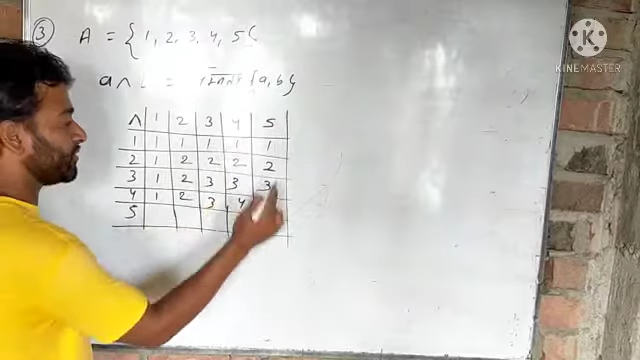 ③ A = { 1, 2, 3, 4, 5 {
a ∧ = {a, b}
∧ 1 2 3 4 5
1 1 1 1 1 1
2 1 2 2 2 2
3 1 2 3 3 3
4 1 2 3 4
5
KINEMASTER